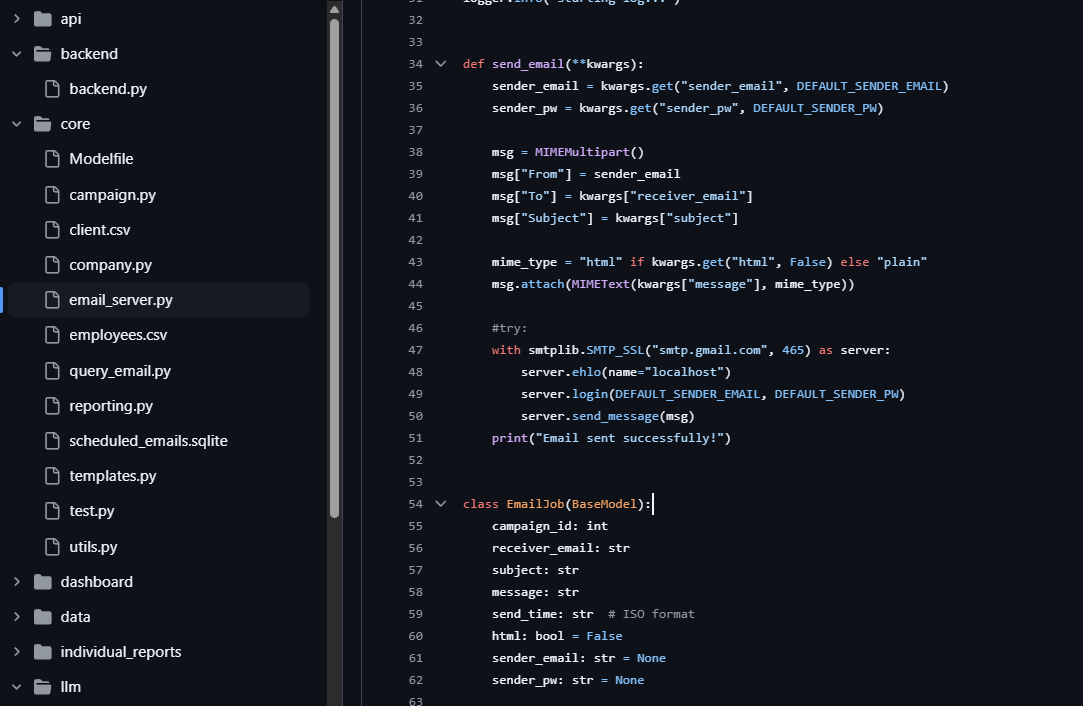 api
backend
backend.py
core
Modelfile
campaign.py
client.csv
company.py
email_server.py
employees.csv
query_email.py
reporting.py
scheduled_emails.sqlite
templates.py
test.py
utils.py
dashboard
data
individual_reports
llm
31 logger.info("Starting log...")
32
33
34 def send_email(**kwargs):
35 sender_email = kwargs.get("sender_email", DEFAULT_SENDER_EMAIL)
36 sender_pw = kwargs.get("sender_pw", DEFAULT_SENDER_PW)
37
38 msg = MIMEMultipart()
39 msg["From"] = sender_email
40 msg["To"] = kwargs["receiver_email"]
41 msg["Subject"] = kwargs["subject"]
42
43 mime_type = "html" if kwargs.get("html", False) else "plain"
44 msg.attach(MIMEText(kwargs["message"], mime_type))
45
46 #try:
47 with smtplib.SMTP_SSL("smtp.gmail.com", 465) as server:
48 server.ehlo(name="localhost")
49 server.login(DEFAULT_SENDER_EMAIL, DEFAULT_SENDER_PW)
50 server.send_message(msg)
51 print("Email sent successfully!")
52
53
54 class EmailJob(BaseModel):
55 campaign_id: int
56 receiver_email: str
57 subject: str
58 message: str
59 send_time: str # ISO format
60 html: bool = False
61 sender_email: str = None
62 sender_pw: str = None
63